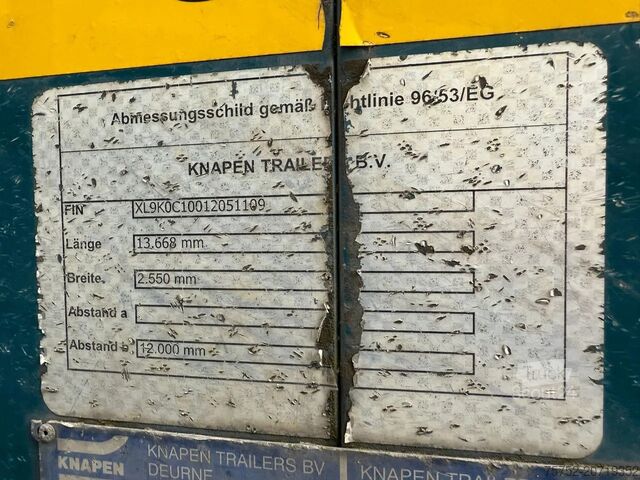 Abmessungsschild gemäß htlinie 96/53/EG
KNAPEN TRAILERS B.V.
FIN XL9K0C10012051109
Länge 13.668 mm
Breite 2.550 mm
Abstand a
Abstand b 12.000 mm
KNAPEN KNAPEN TRAILERS BV KNAPEN TRAILERS
DEURNE